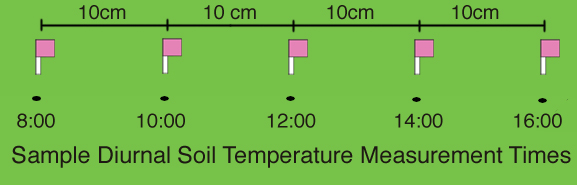 10cm 10 cm 10cm 10cm
8:00 10:00 12:00 14:00 16:00
Sample Diurnal Soil Temperature Measurement Times